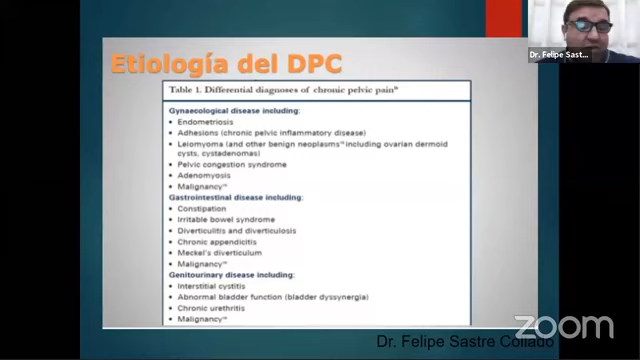 Etiología del DPC
Table 1. Differential diagnoses of chronic pelvic pain
Gynaecological disease including:
• Endometriosis
• Adhesions (chronic pelvic inflammatory disease)
• Leiomyoma (and other benign neoplasms including ovarian dermoid
cysts, cystadenomas)
• Pelvic congestion syndrome
• Adenomyosis
• Malignancy
Gastrointestinal disease including:
• Constipation
• Irritable bowel syndrome
• Diverticulitis and diverticulosis
• Chronic appendicitis
• Meckel's diverticulum
• Malignancy
Genitourinary disease including:
• Interstitial cystitis
• Abnormal bladder function (bladder dyssynergia)
• Chronic urethritis
• Malignancy
Dr. Felipe Sast...
zoom
Dr. Felipe Sastre Collado